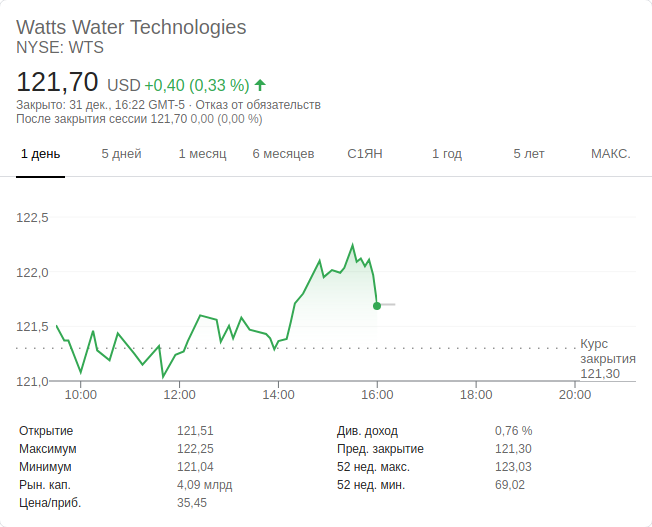 Watts Water Technologies
NYSE: WTS
121,70 USD +0,40 (0,33 %)
Закрыто: 31 дек., 16:22 GMT-5 · Отказ от обязательств
После закрытия сессии 121,70 0,00 (0,00 %)
1 день 5 дней 1 месяц 6 месяцев С1ЯН 1 год 5 лет МАКС.
122,5
122,0
121,5
Курс
закрытия
121,30
121,0
10:00 12:00 14:00 16:00 18:00 20:00
Открытие 121,51 Див. доход 0,76 %
Максимум 122,25 Пред. закрытие 121,30
Минимум 121,04 52 нед. макс. 123,03
Рын. кап. 4,09 млрд 52 нед. мин. 69,02
Цена/приб. 35,45